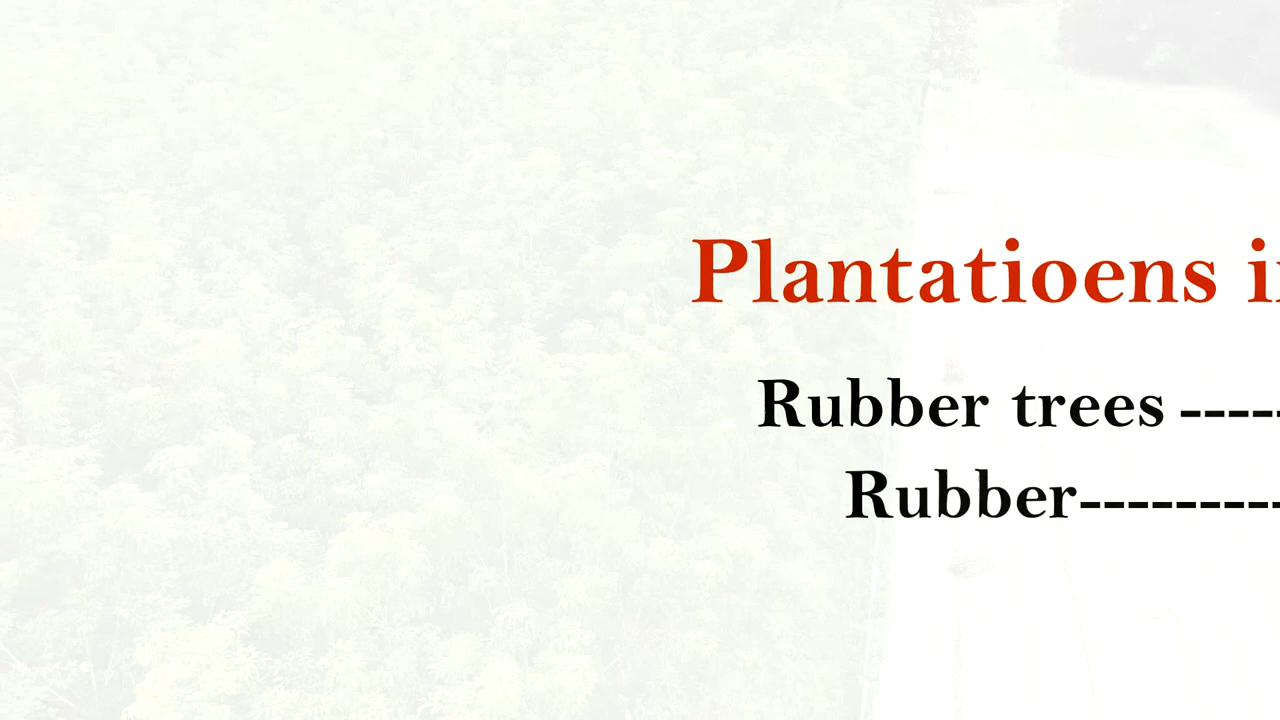 Plantatioens i
Rubber trees -----
Rubber---------